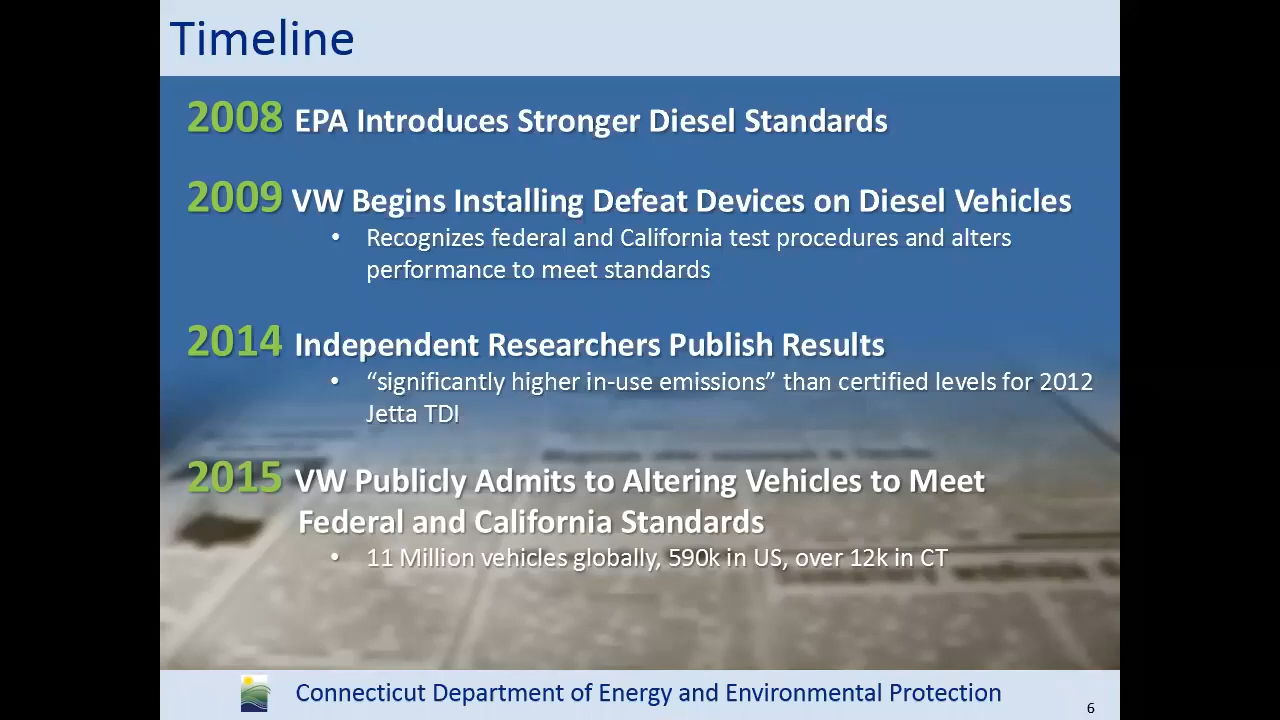 Timeline
2008 EPA Introduces Stronger Diesel Standards
2009 VW Begins Installing Defeat Devices on Diesel Vehicles
• Recognizes federal and California test procedures and alters
performance to meet standards
2014 Independent Researchers Publish Results
• “significantly higher in-use emissions” than certified levels for 2012
Jetta TDI
2015 VW Publicly Admits to Altering Vehicles to Meet
Federal and California Standards
• 11 Million vehicles globally, 590k in US, over 12k in CT
Connecticut Department of Energy and Environmental Protection
6